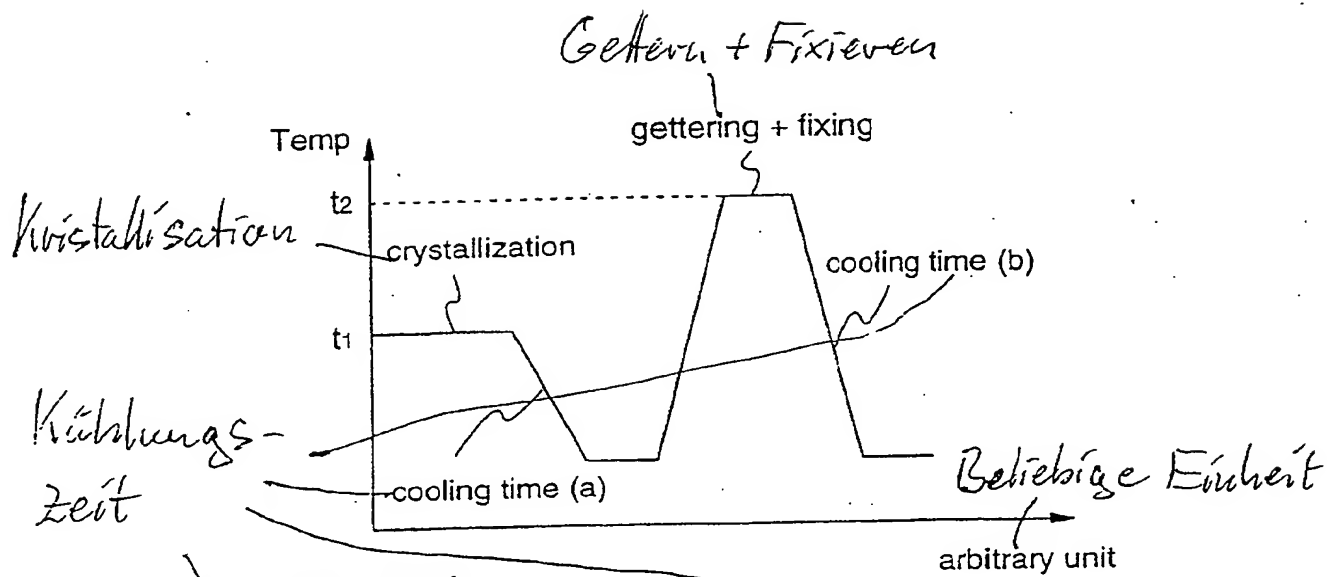 Gettern + Fixieren
gettering + fixing
Temp
t2
Kristallisation
crystallization
cooling time (b)
t1
Kühlungs-
zeit
cooling time (a)
Beliebige Einheit
arbitrary unit